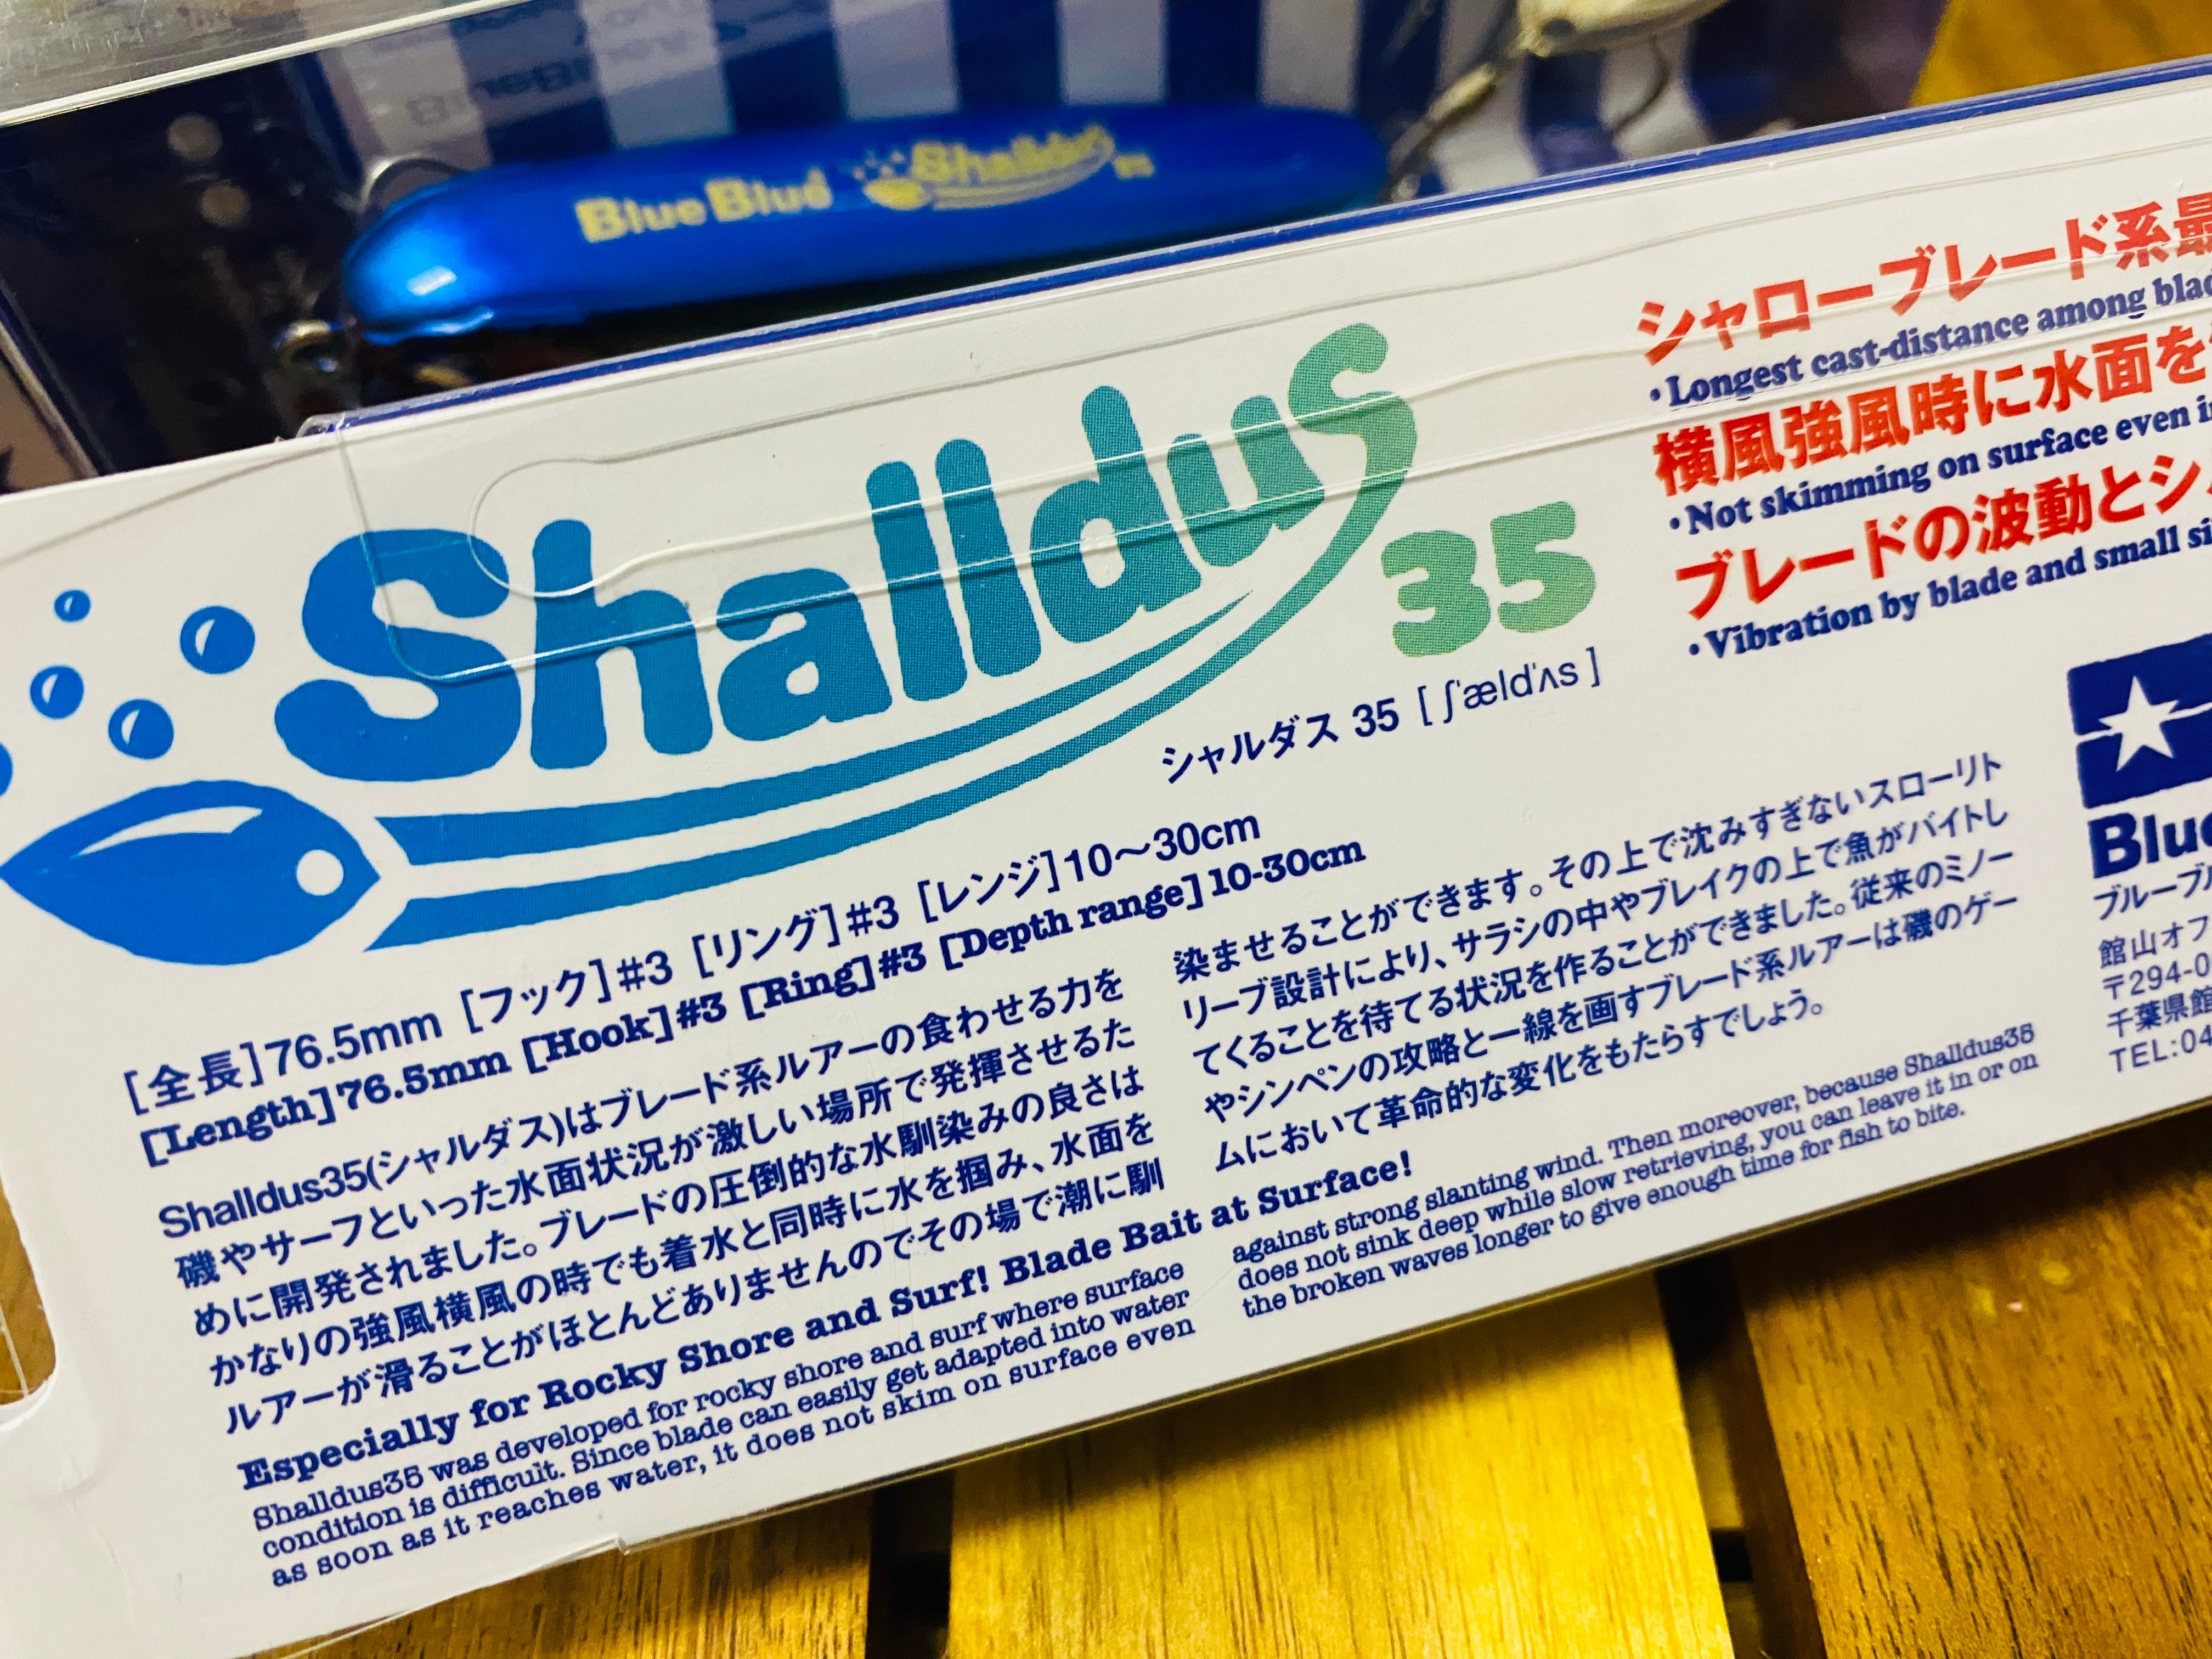 Blue Blue Shalldus 35
Shalldus
35
シャルダス 35 [ ʃˈældˈʌs ]
[全長]76.5mm [フック]#3 [リング]#3 [レンジ]10〜30cm
[Length]76.5mm [Hook]#3 [Ring]#3 [Depth range]10-30cm
Shalldus35(シャルダス)はブレード系ルアーの食わせる力を
磯やサーフといった水面状況が激しい場所で発揮させるた
めに開発されました。ブレードの圧倒的な水馴染みの良さは
かなりの強風横風の時でも着水と同時に水を掴み、水面を
ルアーが滑ることがほとんどありませんのでその場で潮に馴
染ませることができます。その上で沈みすぎないスローリト
リーブ設計により、サラシの中やブレイクの上で魚がバイトし
てくることを待てる状況を作ることができました。従来のミノー
やシンペンの攻略と一線を画すブレード系ルアーは磯のゲー
ムにおいて革命的な変化をもたらすでしょう。
Especially for Rocky Shore and Surf! Blade Bait at Surface!
Shalldus35 was developed for rocky shore and surf where surface
condition is difficult. Since blade can easily get adapted into water
as soon as it reaches water, it does not skim on surface even
against strong slanting wind. Then moreover, because Shalldus35
does not sink deep while slow retrieving, you can leave it in or on
the broken waves longer to give enough time for fish to bite.
シャローブレード系最
・Longest cast-distance among
横風強風時に水面を
・Not skimming on surface even
ブレードの波動とシ
・Vibration by blade and small
Blue
ブルーブル
館山オフ
〒294-0
千葉県館
TEL:04